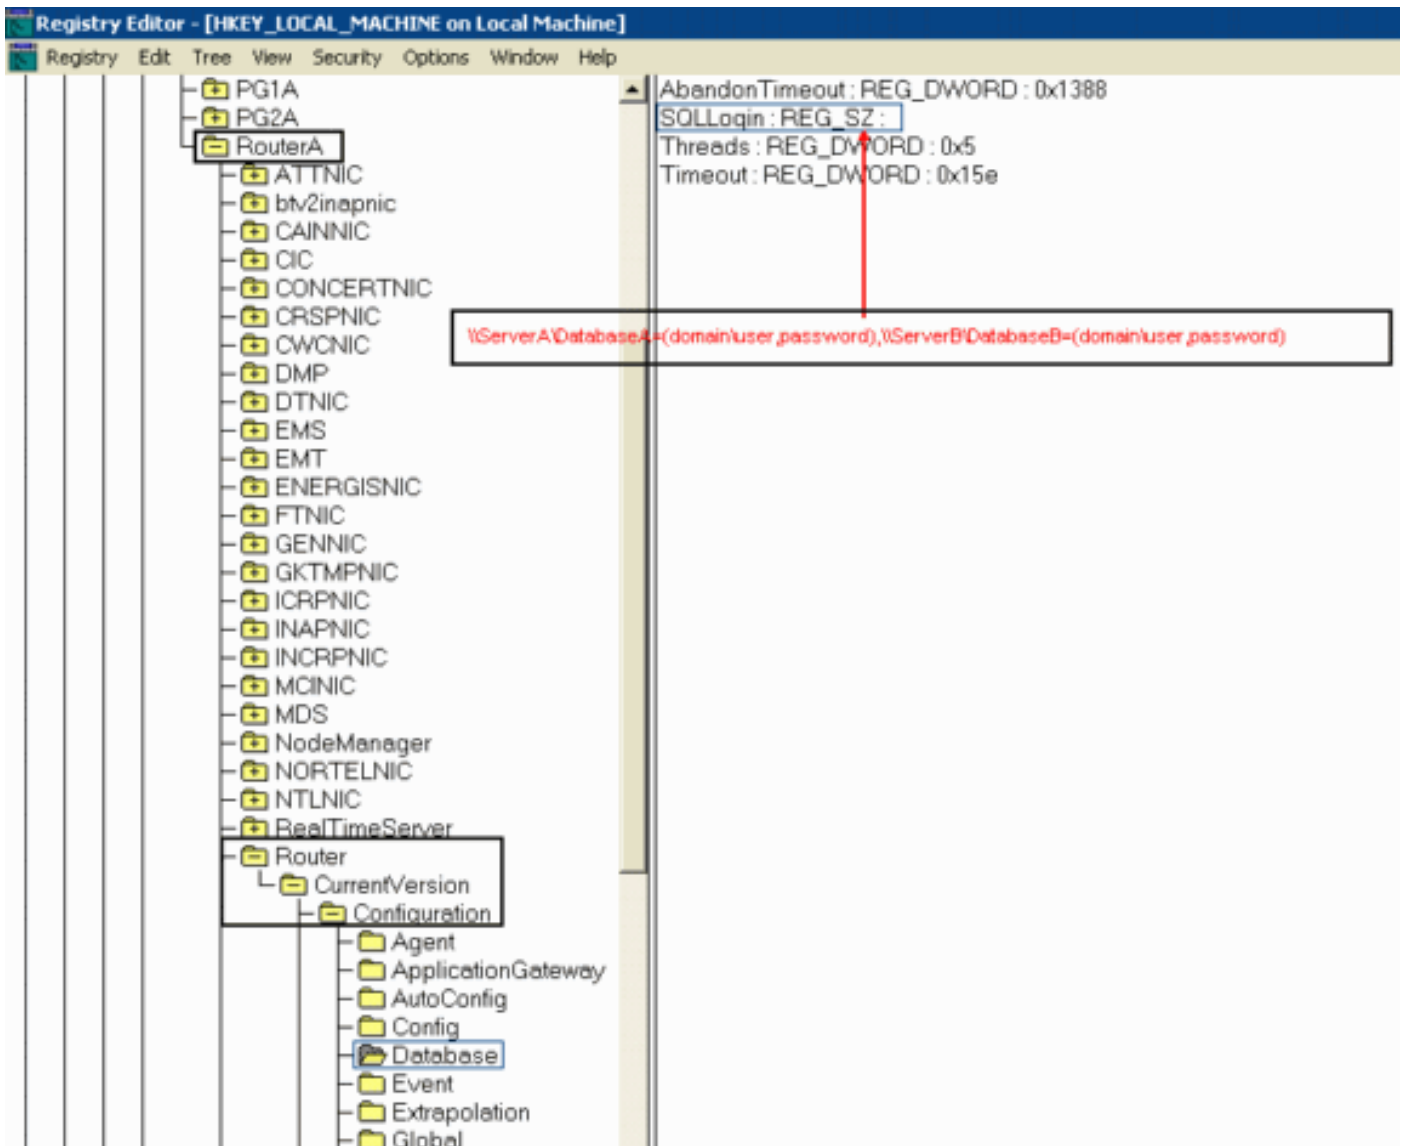 Registry Editor - [HKEY_LOCAL_MACHINE on Local Machine]
Registry Edit Tree View Security Options Window Help
PG1A
PG2A
RouterA
ATTNIC
btv2inapnic
CAINNIC
CIC
CONCERTNIC
CRSPNIC
CWCNIC
DMP
DTNIC
EMS
EMT
ENERGISNIC
FTNIC
GENNIC
GKTMPNIC
ICRPNIC
INAPNIC
INCRPNIC
MCINIC
MDS
NodeManager
NORTELNIC
NTLNIC
RealTimeServer
Router
CurrentVersion
Configuration
Agent
ApplicationGateway
AutoConfig
Config
Database
Event
Extrapolation
Global
AbandonTimeout : REG_DWORD : 0x1388
SQLLogin : REG_SZ :
Threads : REG_DWORD : 0x5
Timeout : REG_DWORD : 0x15e
\\ServerA\DatabaseA=(domain\user,password),\\ServerB\DatabaseB=(domain\user,password)